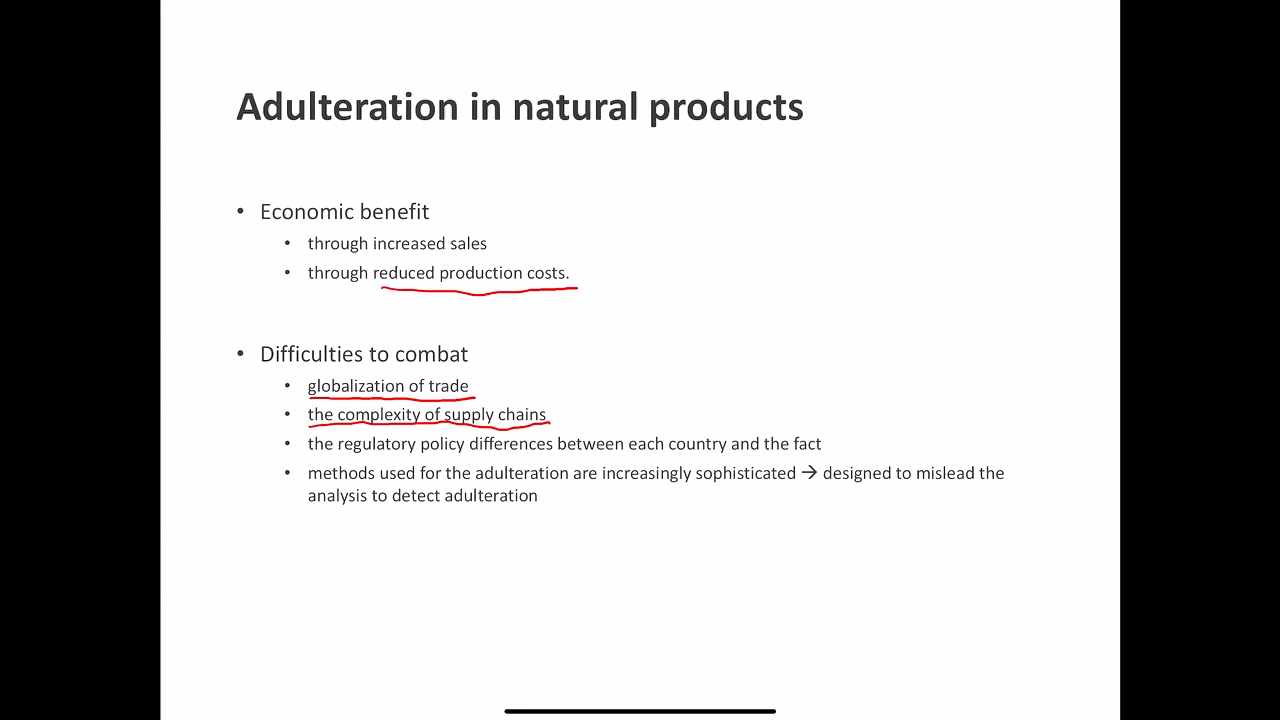 Adulteration in natural products
• Economic benefit
• through increased sales
• through reduced production costs.
• Difficulties to combat
• globalization of trade
• the complexity of supply chains
• the regulatory policy differences between each country and the fact
• methods used for the adulteration are increasingly sophisticated → designed to mislead the
analysis to detect adulteration